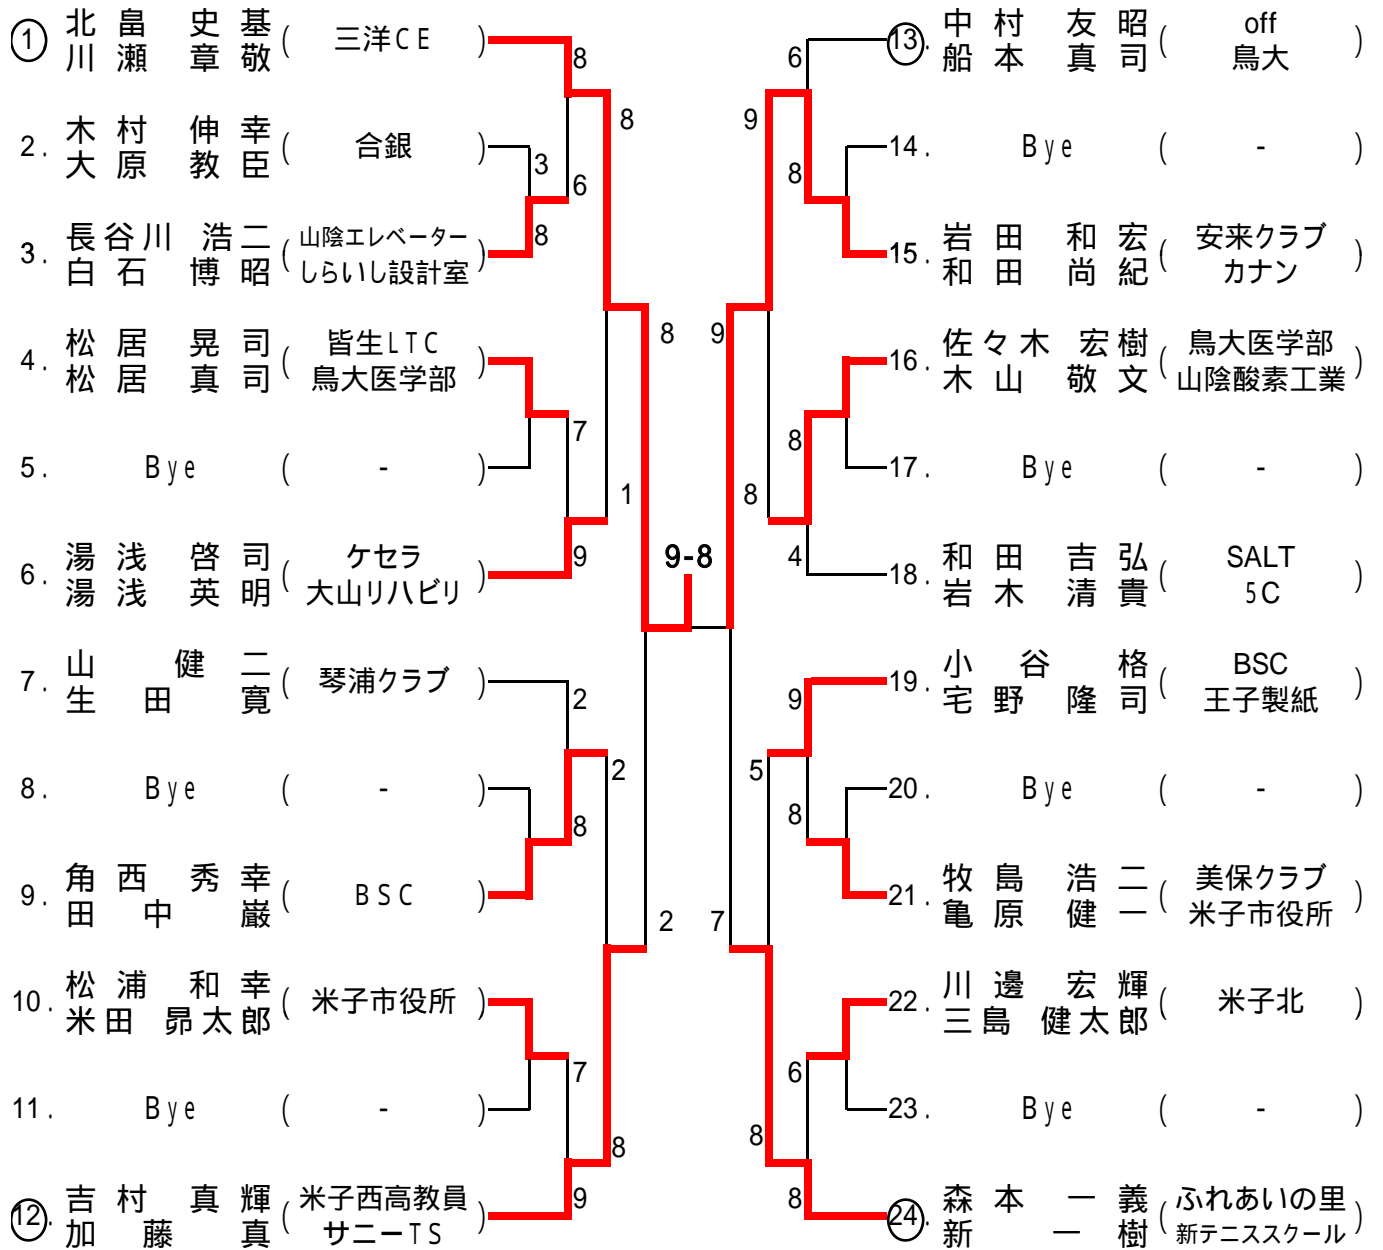 ① 北畠 史基 ( 三洋CE )
川瀬 章敬
2. 木村 伸幸 ( 合銀 )
大原 教臣
3. 長谷川 浩二 ( 山陰エレベーター
白石 博昭 しらいし設計室 )
4. 松居 晃司 ( 皆生LTC
松居 真司 鳥大医学部 )
5. Bye ( - )
6. 湯浅 啓司 ( ケセラ
湯浅 英明 大山リハビリ )
7. 山 健二 ( 琴浦クラブ )
生田 寛
8. Bye ( - )
9. 角西 秀幸 ( BSC )
田中 巌
10. 松浦 和幸 ( 米子市役所 )
米田 昴太郎
11. Bye ( - )
⑫. 吉村 真輝 ( 米子西高教員
加藤 真 サニーTS )
8
3
6
8
8
7
9
1
8
2
8
2
7
9
8
2
9-8
⑬. 中村 友昭 ( off
船本 真司 鳥大 )
14. Bye ( - )
15. 岩田 和宏 ( 安来クラブ
和田 尚紀 カナン )
16. 佐々木 宏樹 ( 鳥大医学部
木山 敬文 山陰酸素工業 )
17. Bye ( - )
18. 和田 吉弘 ( SALT
岩木 清貴 5C )
19. 小谷 格 ( BSC
宅野 隆司 王子製紙 )
20. Bye ( - )
21. 牧島 浩二 ( 美保クラブ
亀原 健一 米子市役所 )
22. 川邊 宏輝 ( 米子北 )
三島 健太郎
23. Bye ( - )
㉔. 森本 一義 ( ふれあいの里
新 一樹 新テニススクール )
6
8
9
8
4
8
9
9
8
5
6
8
8
7